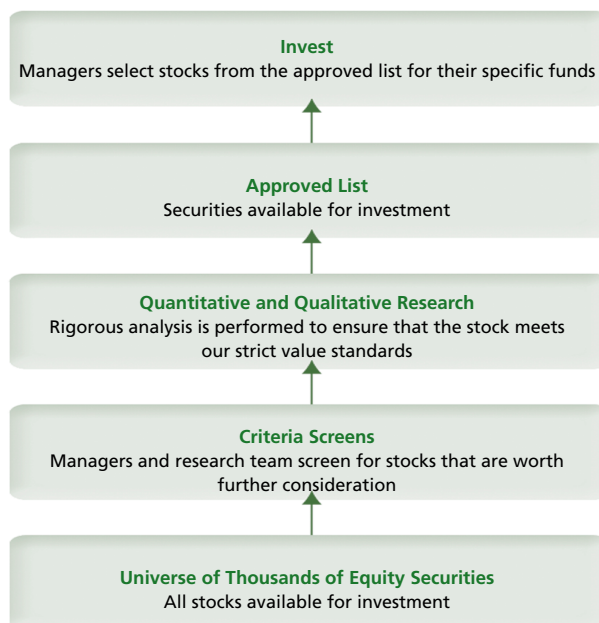 Invest
Managers select stocks from the approved list for their specific funds
Approved List
Securities available for investment
Quantitative and Qualitative Research
Rigorous analysis is performed to ensure that the stock meets
our strict value standards
Criteria Screens
Managers and research team screen for stocks that are worth
further consideration
Universe of Thousands of Equity Securities
All stocks available for investment